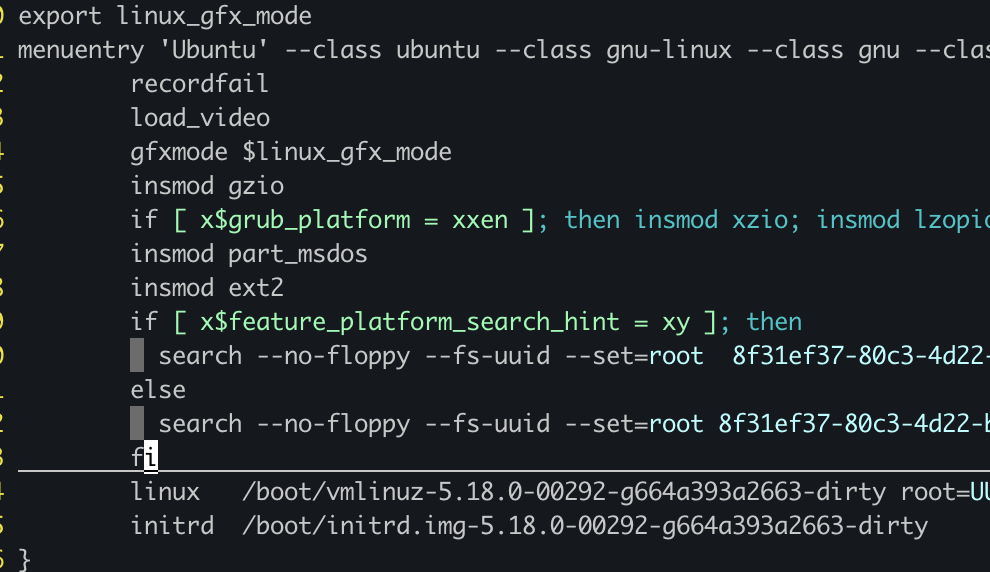 export linux_gfx_mode
menuentry 'Ubuntu' --class ubuntu --class gnu-linux --class gnu
recordfail
load_video
gfxmode $linux_gfx_mode
insmod gzio
if [ x$grub_platform = xxen ]; then insmod xzio; insmod lzopio
insmod part_msdos
insmod ext2
if [ x$feature_platform_search_hint = xy ]; then
search --no-floppy --fs-uuid --set=root 8f31ef37-80c3-4d22-
else
search --no-floppy --fs-uuid --set=root 8f31ef37-80c3-4d22-
fi
linux /boot/vmlinuz-5.18.0-00292-g664a393a2663-dirty root=
initrd /boot/initrd.img-5.18.0-00292-g664a393a2663-dirty
}